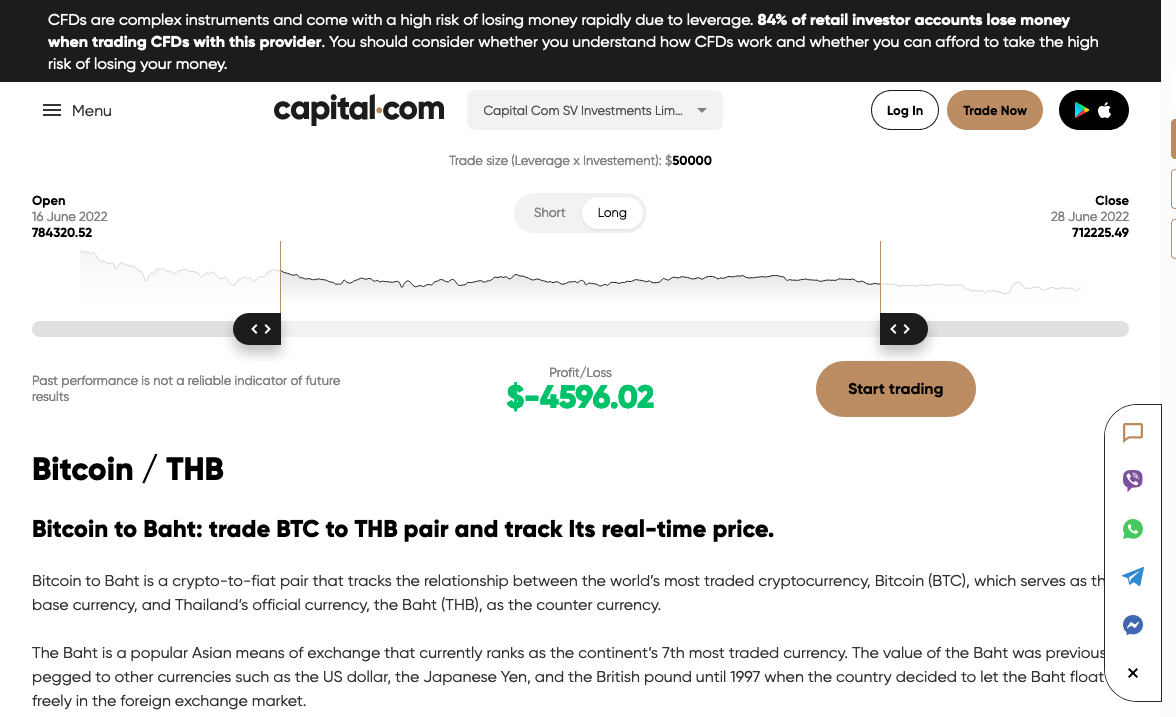 CFDs are complex instruments and come with a high risk of losing money rapidly due to leverage. 84% of retail investor accounts lose money
when trading CFDs with this provider. You should consider whether you understand how CFDs work and whether you can afford to take the high
risk of losing your money.
Menu
capital.com
Capital Com SV Investments Lim...
Log In
Trade Now
Trade size (Leverage x Investement): $50000
Open
16 June 2022
784320.52
Short
Long
Close
28 June 2022
712225.49
Past performance is not a reliable indicator of future
results
Profit/Loss
$-4596.02
Start trading
Bitcoin / THB
Bitcoin to Baht: trade BTC to THB pair and track Its real-time price.
Bitcoin to Baht is a crypto-to-fiat pair that tracks the relationship between the world's most traded cryptocurrency, Bitcoin (BTC), which serves as th
base currency, and Thailand's official currency, the Baht (THB), as the counter currency.
The Baht is a popular Asian means of exchange that currently ranks as the continent's 7th most traded currency. The value of the Baht was previous
pegged to other currencies such as the US dollar, the Japanese Yen, and the British pound until 1997 when the country decided to let the Baht float
freely in the foreign exchange market.